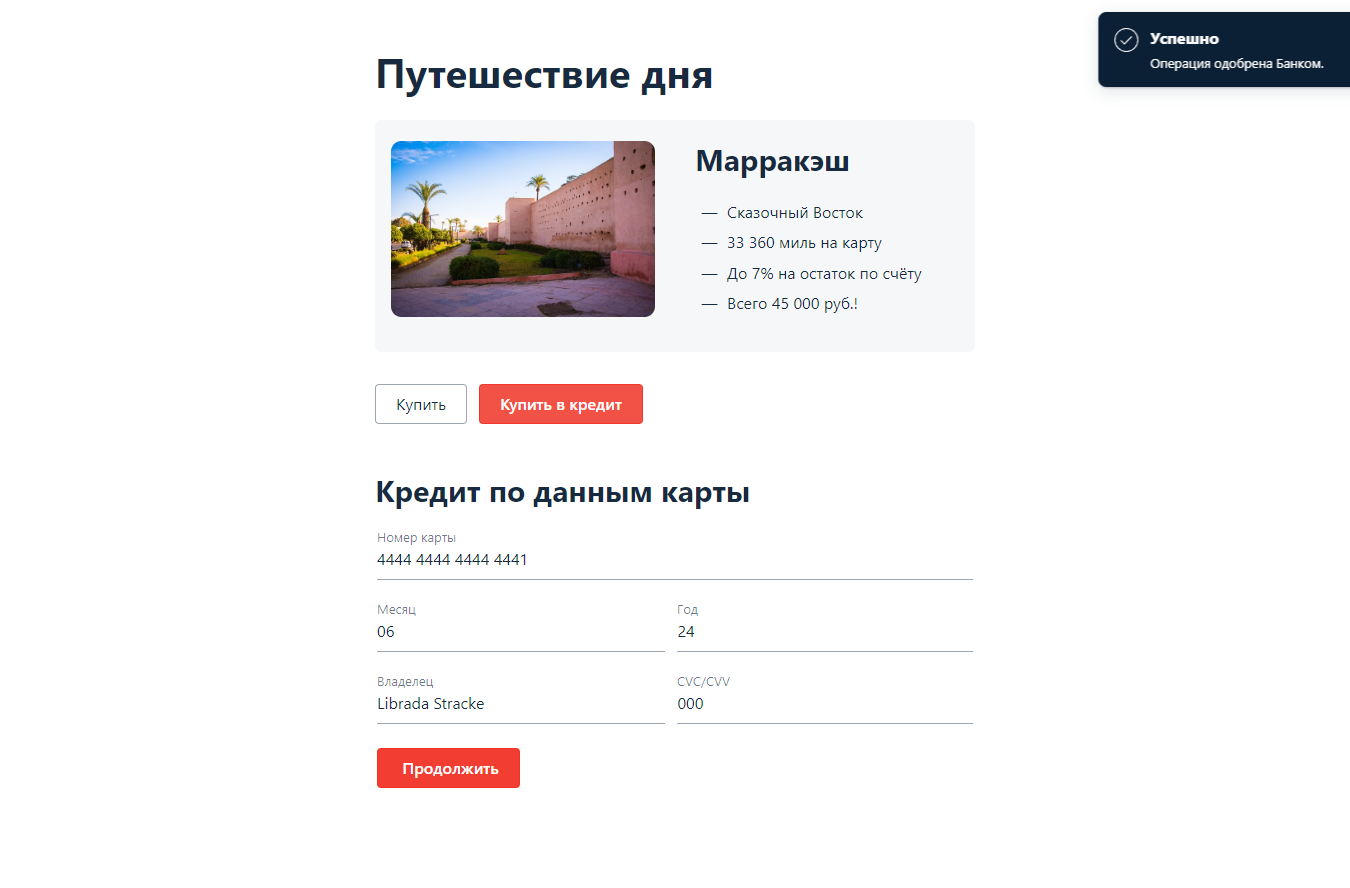 Успешно
Операция одобрена Банком.
Путешествие дня
Марракэш
— Сказочный Восток
— 33 360 миль на карту
— До 7% на остаток по счёту
— Всего 45 000 руб.!
Купить
Купить в кредит
Кредит по данным карты
Номер карты
4444 4444 4444 4441
Месяц
Год
06
24
Владелец
CVC/CVV
Librada Stracke
000
Продолжить